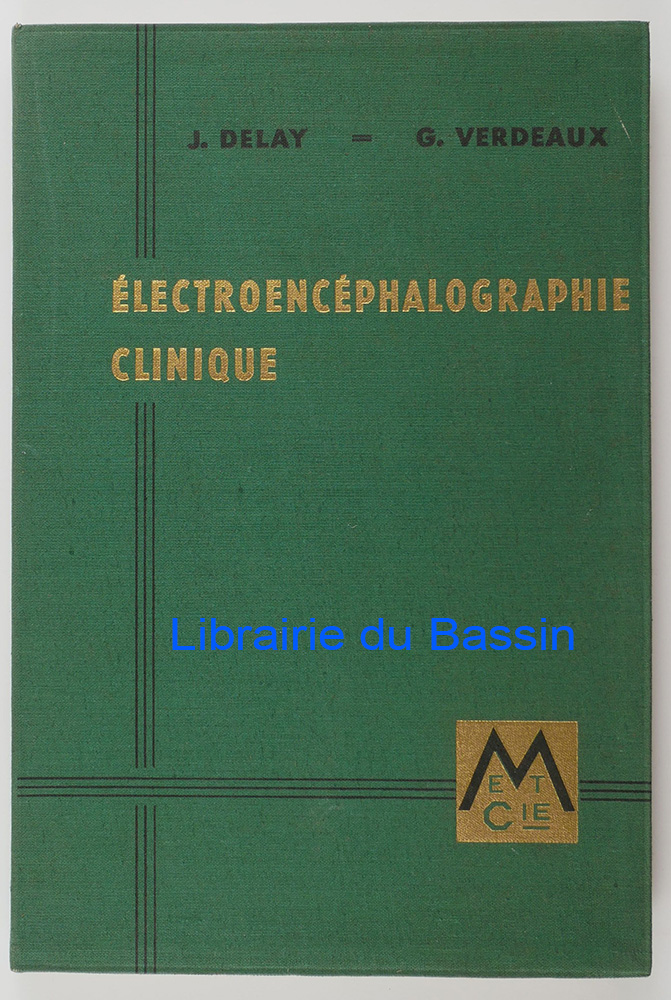 J. DELAY = G. VERDEAUX
ÉLECTROENCÉPHALOGRAPHIE
CLINIQUE
Librairie du Bassin
M
ET
CIE